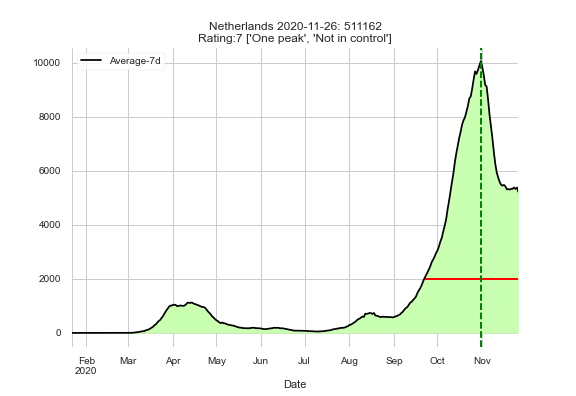 Netherlands 2020-11-26: 511162
Rating:7 ['One peak', 'Not in control']
Average-7d
10000
8000
6000
4000
2000
0
Feb Mar Apr May Jun Jul Aug Sep Oct Nov
2020
Date